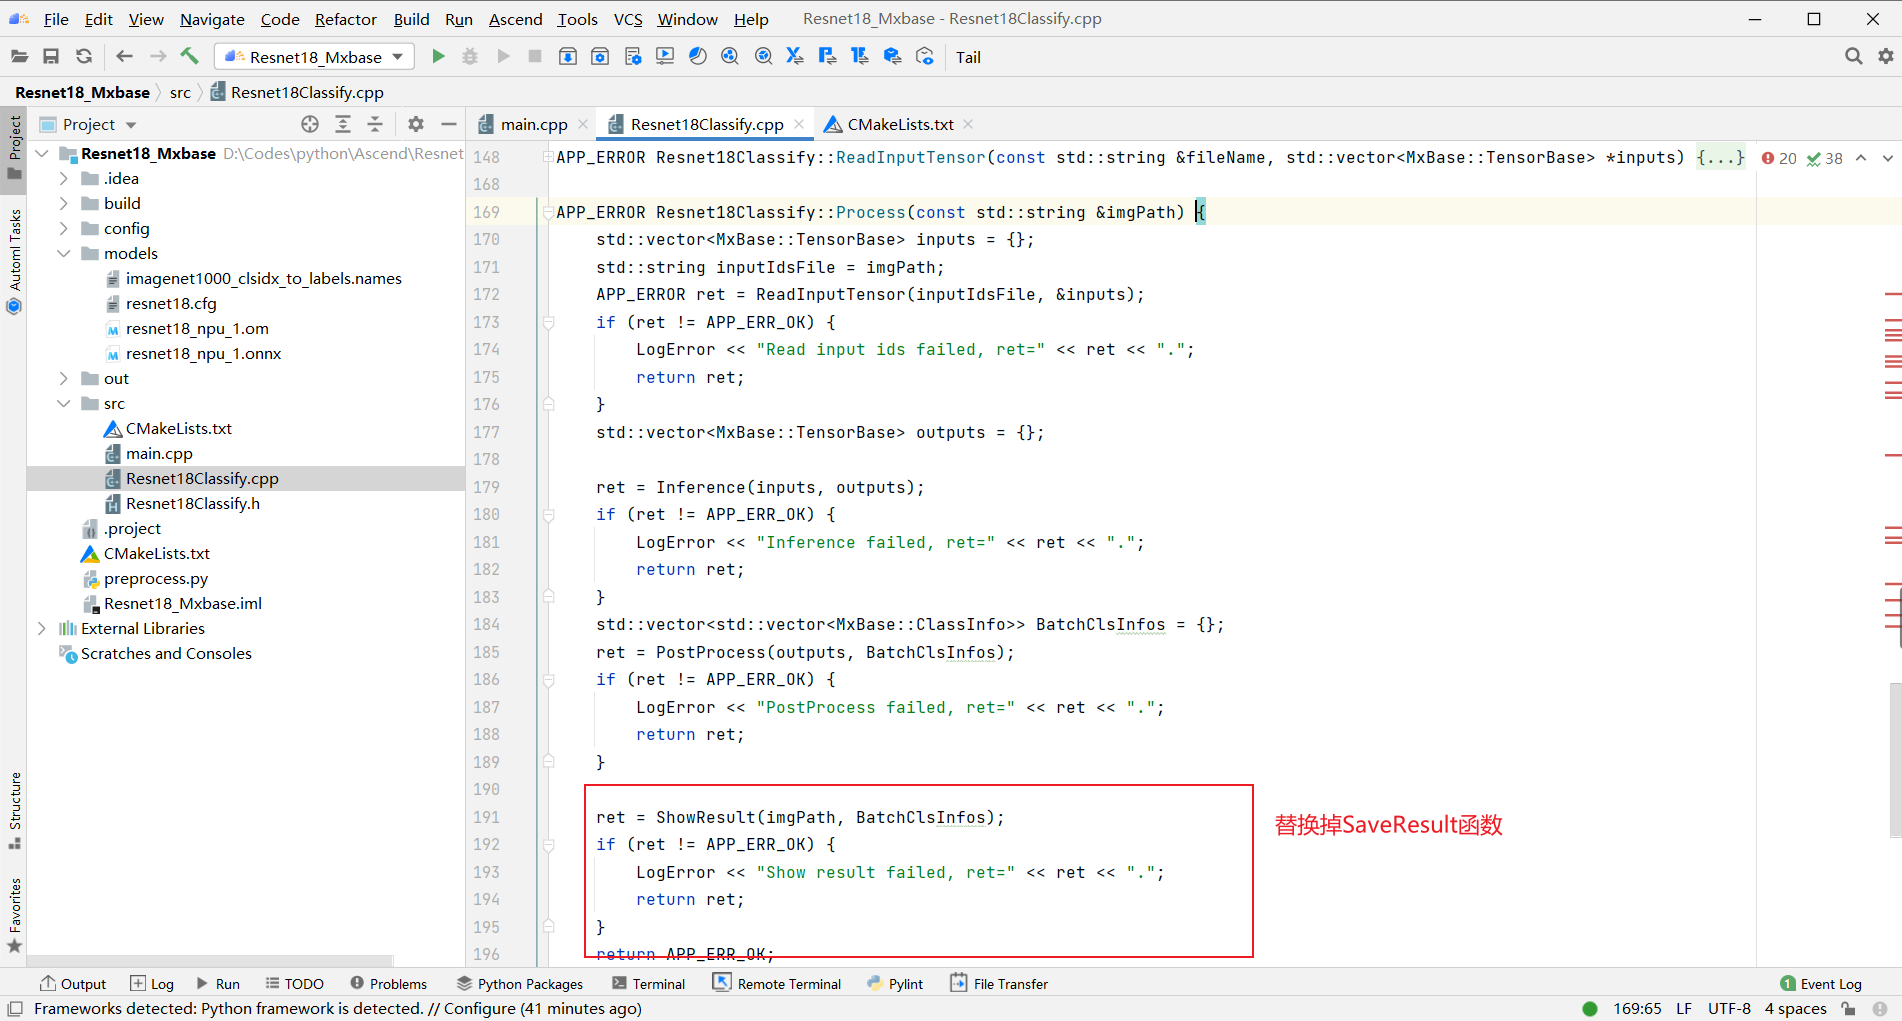 File Edit View Navigate Code Refactor Build Run Ascend Tools VCS Window Help Resnet18_Mxbase - Resnet18Classify.cpp
Resnet18_Mxbase Tail
Resnet18_Mxbase src Resnet18Classify.cpp
Project
Automl Tasks
Structure
Favorites
Project
Resnet18_Mxbase D:\Codes\python\Ascend\Resnet
.idea
build
config
models
imagenet1000_clsidx_to_labels.names
resnet18.cfg
resnet18_npu_1.om
resnet18_npu_1.onnx
out
src
CMakeLists.txt
main.cpp
Resnet18Classify.cpp
Resnet18Classify.h
.project
CMakeLists.txt
preprocess.py
Resnet18_Mxbase.iml
External Libraries
Scratches and Consoles
main.cpp Resnet18Classify.cpp CMakeLists.txt
148 APP_ERROR Resnet18Classify::ReadInputTensor(const std::string &fileName, std::vector<MxBase::TensorBase> *inputs) {...} 20 38
168
169 APP_ERROR Resnet18Classify::Process(const std::string &imgPath) {
170 std::vector<MxBase::TensorBase> inputs = {};
171 std::string inputIdsFile = imgPath;
172 APP_ERROR ret = ReadInputTensor(inputIdsFile, &inputs);
173 if (ret != APP_ERR_OK) {
174 LogError << "Read input ids failed, ret=" << ret << ".";
175 return ret;
176 }
177 std::vector<MxBase::TensorBase> outputs = {};
178
179 ret = Inference(inputs, outputs);
180 if (ret != APP_ERR_OK) {
181 LogError << "Inference failed, ret=" << ret << ".";
182 return ret;
183 }
184 std::vector<std::vector<MxBase::ClassInfo>> BatchClsInfos = {};
185 ret = PostProcess(outputs, BatchClsInfos);
186 if (ret != APP_ERR_OK) {
187 LogError << "PostProcess failed, ret=" << ret << ".";
188 return ret;
189 }
190
191 ret = ShowResult(imgPath, BatchClsInfos);
192 if (ret != APP_ERR_OK) {
193 LogError << "Show result failed, ret=" << ret << ".";
194 return ret;
195 }
196 return APP_ERR_OK;
替换掉SaveResult函数
Output Log Run TODO Problems Python Packages Terminal Remote Terminal Pylint File Transfer 1 Event Log
Frameworks detected: Python framework is detected. // Configure (41 minutes ago) 169:65 LF UTF-8 4 spaces